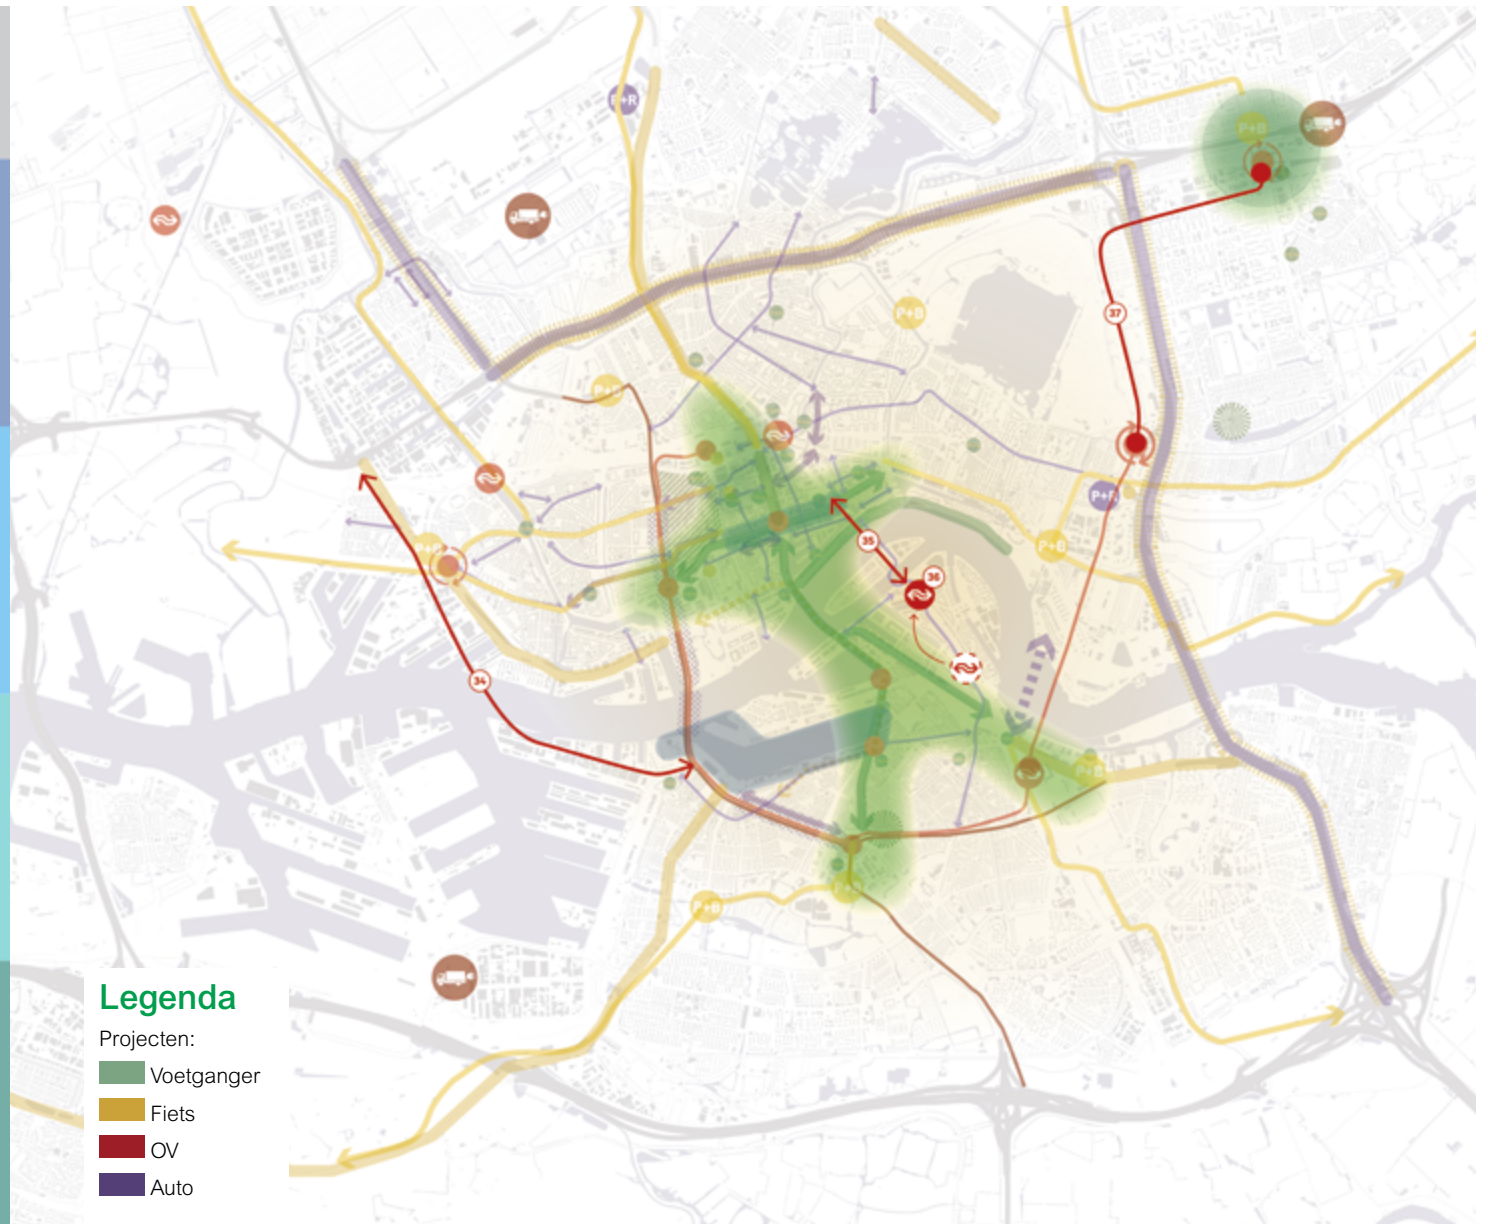 P+R
P+B
37
P+B
P+B
P+R
35
P+B
36
34
P+B
P+B
Legenda
Projecten:
Voetganger
Fiets
OV
Auto